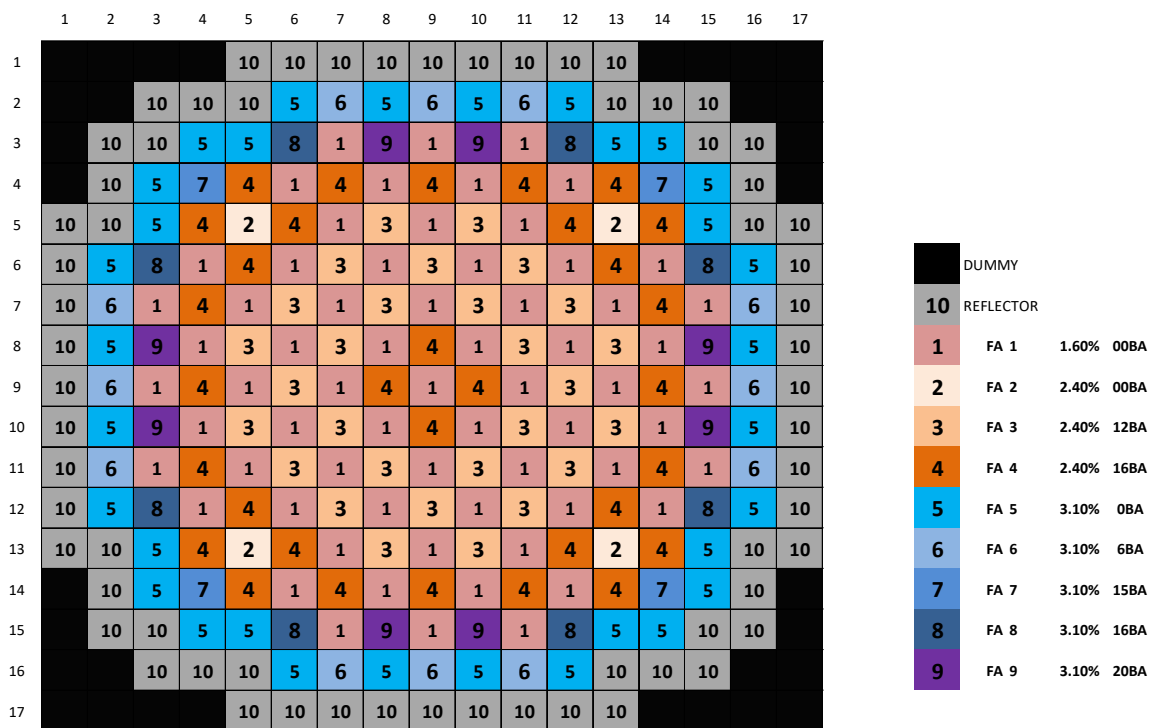 1 2 3 4 5 6 7 8 9 10 11 12 13 14 15 16 17
1 10 10 10 10 10 10 10 10 10
2 10 10 10 5 6 5 6 5 6 5 10 10 10
3 10 10 5 5 8 1 9 1 9 1 8 5 5 10 10
4 10 5 7 4 1 4 1 4 1 4 1 4 7 5 10
5 10 10 5 4 2 4 1 3 1 3 1 4 2 4 5 10 10
6 10 5 8 1 4 1 3 1 3 1 3 1 4 1 8 5 10
7 10 6 1 4 1 3 1 3 1 3 1 3 1 4 1 6 10
8 10 5 9 1 3 1 3 1 4 1 3 1 3 1 9 5 10
9 10 6 1 4 1 3 1 4 1 4 1 3 1 4 1 6 10
10 10 5 9 1 3 1 3 1 4 1 3 1 3 1 9 5 10
11 10 6 1 4 1 3 1 3 1 3 1 3 1 4 1 6 10
12 10 5 8 1 4 1 3 1 3 1 3 1 4 1 8 5 10
13 10 10 5 4 2 4 1 3 1 3 1 4 2 4 5 10 10
14 10 5 7 4 1 4 1 4 1 4 1 4 7 5 10
15 10 10 5 5 8 1 9 1 9 1 8 5 5 10 10
16 10 10 10 5 6 5 6 5 6 5 10 10 10
17 10 10 10 10 10 10 10 10 10
DUMMY
10 REFLECTOR
1 FA 1 1.60% 00BA
2 FA 2 2.40% 00BA
3 FA 3 2.40% 12BA
4 FA 4 2.40% 16BA
5 FA 5 3.10% 0BA
6 FA 6 3.10% 6BA
7 FA 7 3.10% 15BA
8 FA 8 3.10% 16BA
9 FA 9 3.10% 20BA